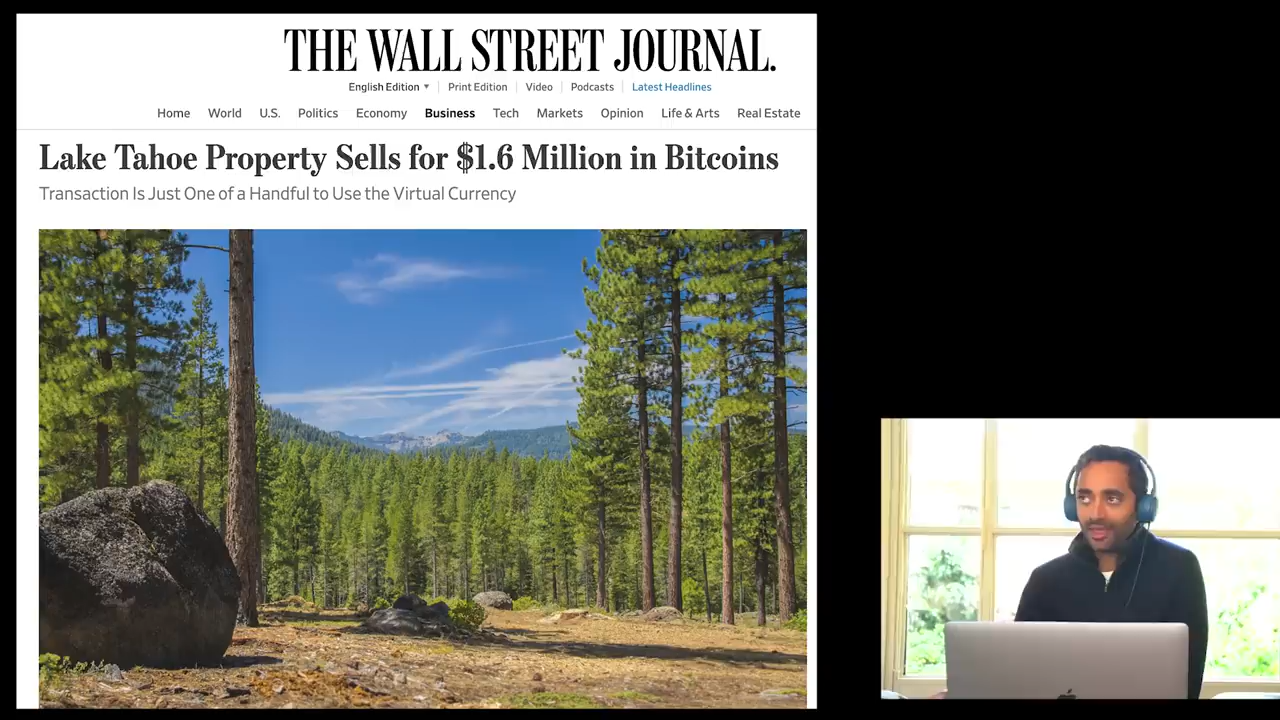 THE WALL STREET JOURNAL.
English Edition ▼ | Print Edition | Video | Podcasts | Latest Headlines
Home World U.S. Politics Economy Business Tech Markets Opinion Life & Arts Real Estate
Lake Tahoe Property Sells for $1.6 Million in Bitcoins
Transaction Is Just One of a Handful to Use the Virtual Currency